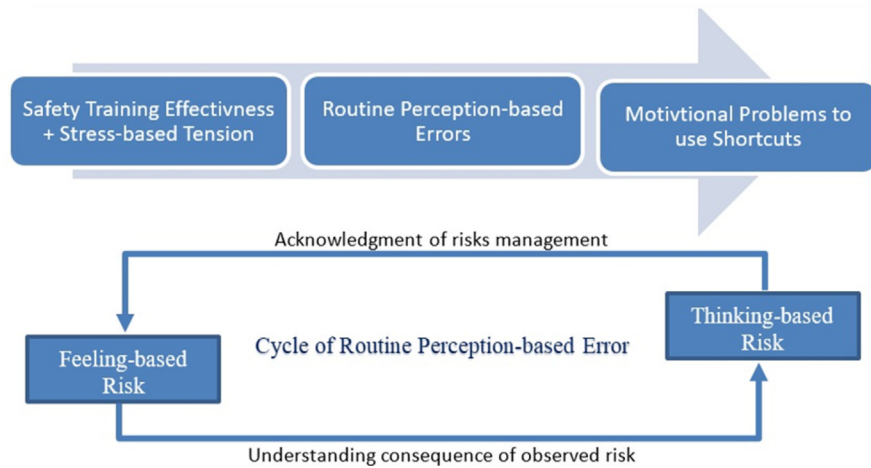 Safety Training Effectivness
+ Stress-based Tension
Routine Perception-based
Errors
Motivtional Problems to
use Shortcuts
Acknowledgment of risks management
Thinking-based
Risk
Cycle of Routine Perception-based Error
Feeling-based
Risk
Understanding consequence of observed risk